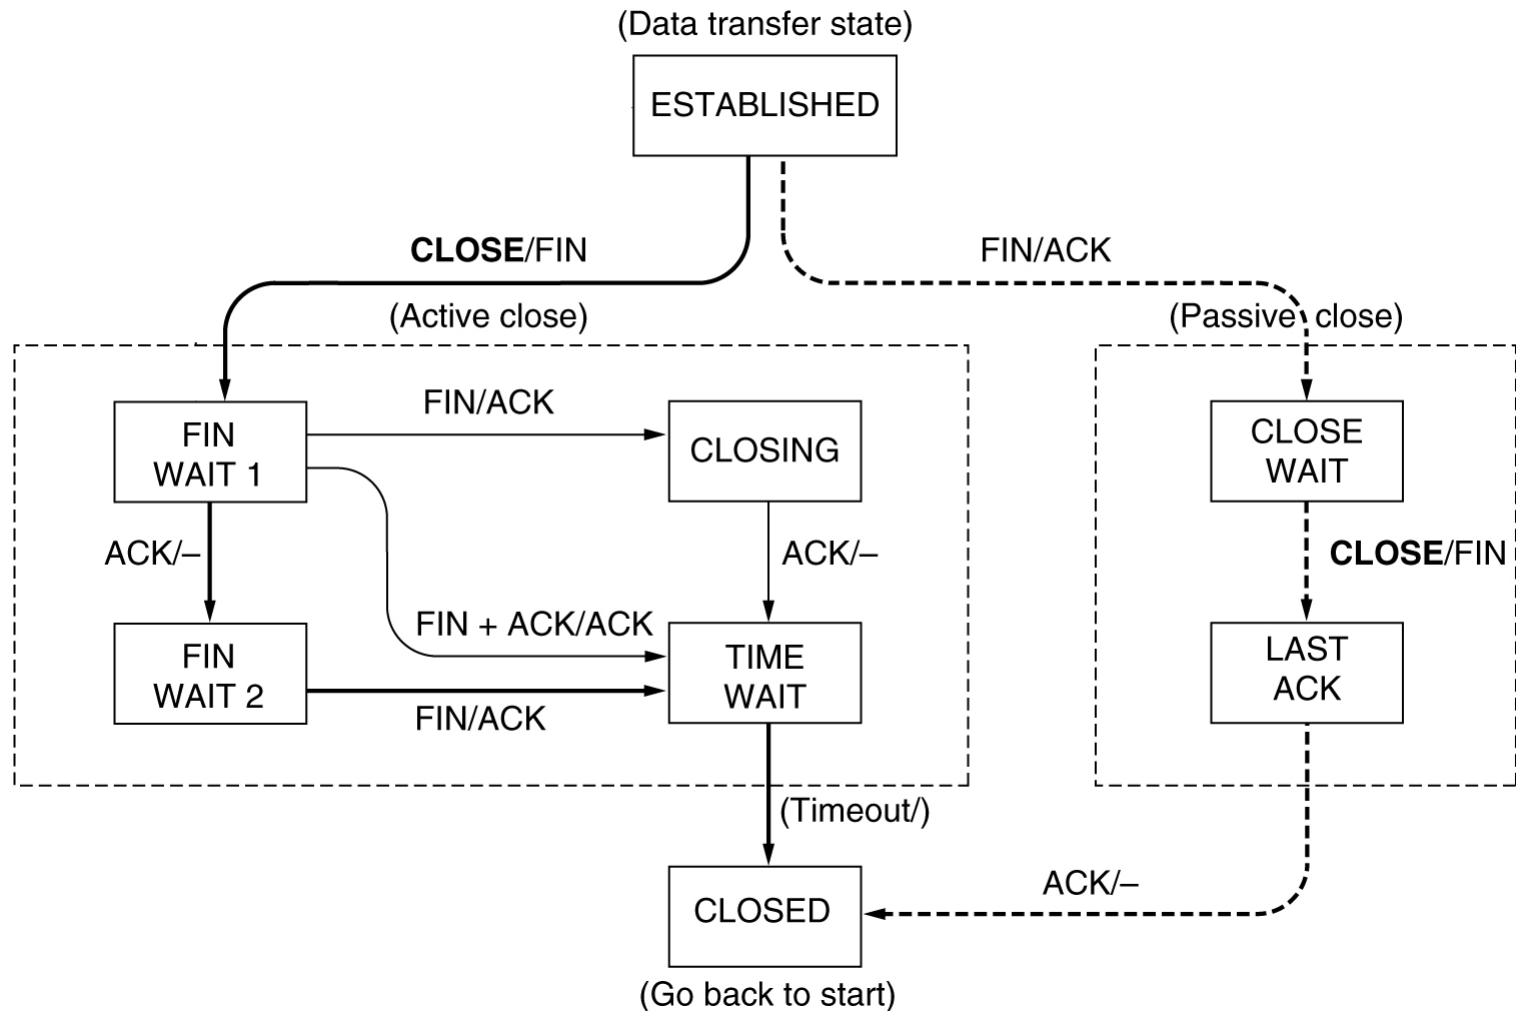 (Data transfer state)
ESTABLISHED
CLOSE/FIN
FIN/ACK
(Active close)
(Passive close)
FIN
WAIT 1
FIN/ACK
CLOSING
CLOSE
WAIT
ACK/–
ACK/–
CLOSE/FIN
FIN + ACK/ACK
FIN
WAIT 2
FIN/ACK
TIME
WAIT
LAST
ACK
(Timeout/)
ACK/–
CLOSED
(Go back to start)